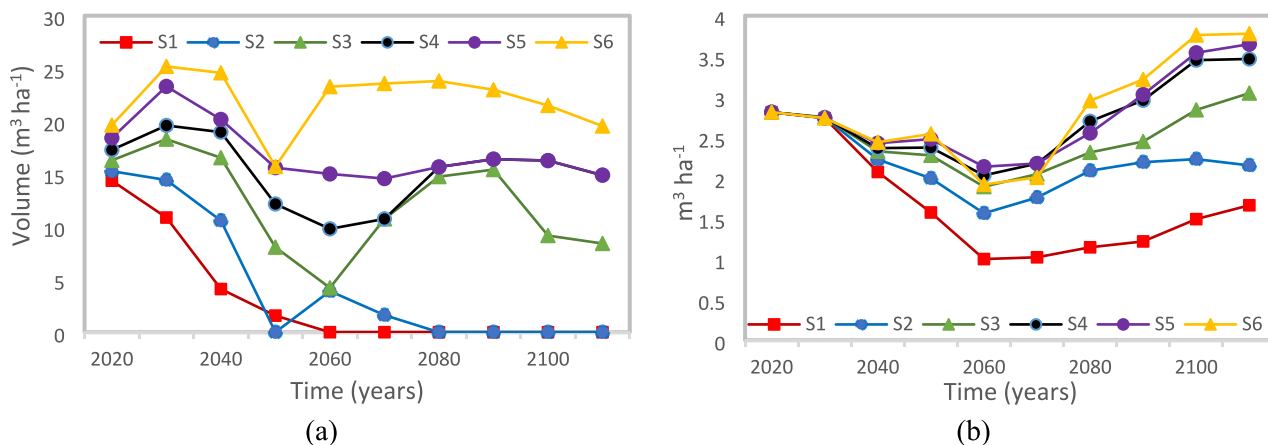 30
25
20
15
10
5
0
Volume (m³ ha⁻¹)
S1 S2 S3 S4 S5 S6
2020 2040 2060 2080 2100
Time (years)
(a)
4
3.5
3
2.5
2
1.5
1
0.5
0
m³ ha⁻¹
S1 S2 S3 S4 S5 S6
2020 2040 2060 2080 2100
Time (years)
(b)